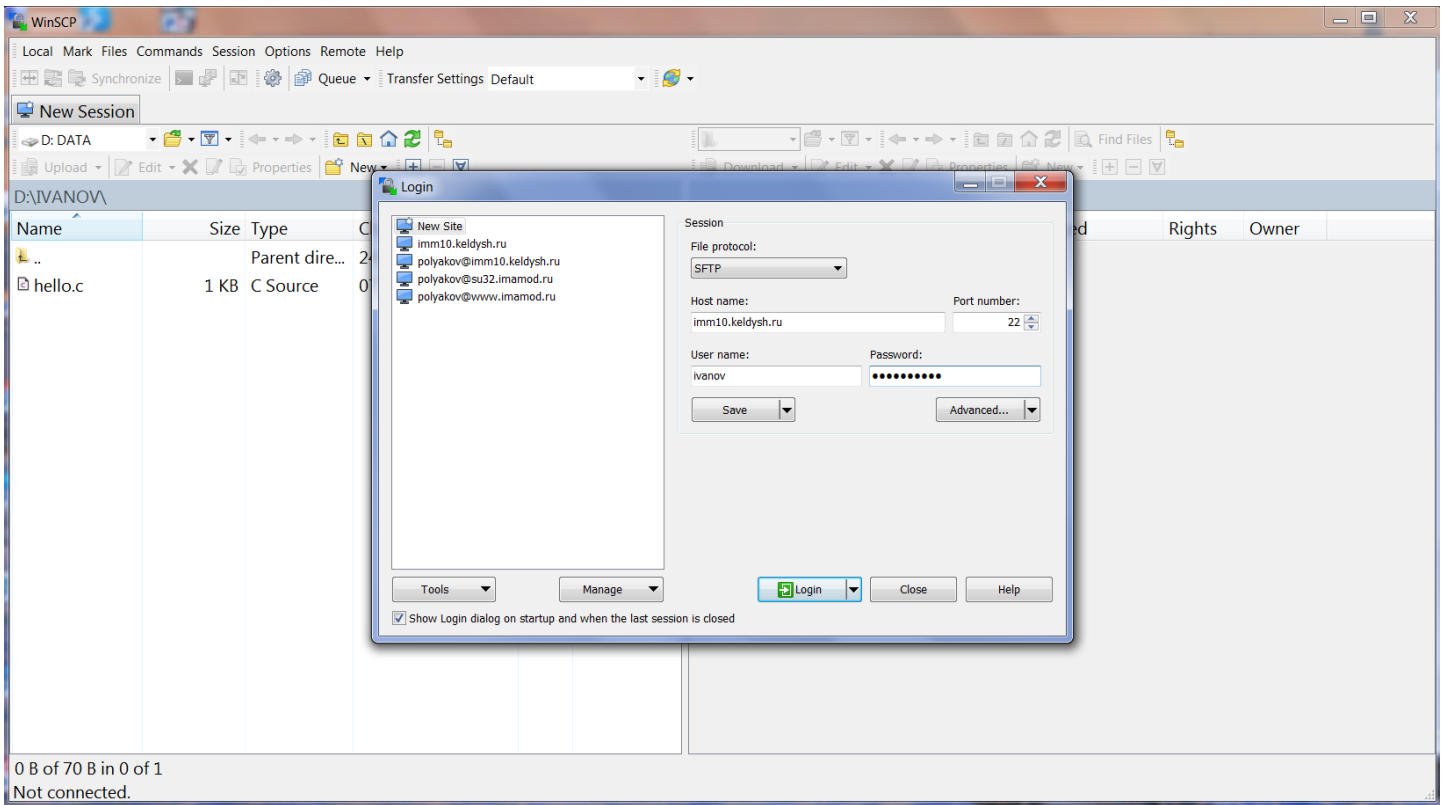 WinSCP
Local Mark Files Commands Session Options Remote Help
Synchronize Queue Transfer Settings Default
New Session
D: DATA Find Files
Upload Edit Properties New Download Edit Properties New
D:\IVANOV\
Name Size Type Rights Owner
.. Parent dire...
hello.c 1 KB C Source
Login
New Site
imm10.keldysh.ru
polyakov@imm10.keldysh.ru
polyakov@su32.imamod.ru
polyakov@www.imamod.ru
Session
File protocol:
SFTP
Host name: Port number:
imm10.keldysh.ru 22
User name: Password:
ivanov ••••••••••
Save Advanced...
Tools Manage Login Close Help
Show Login dialog on startup and when the last session is closed
0 B of 70 B in 0 of 1
Not connected.